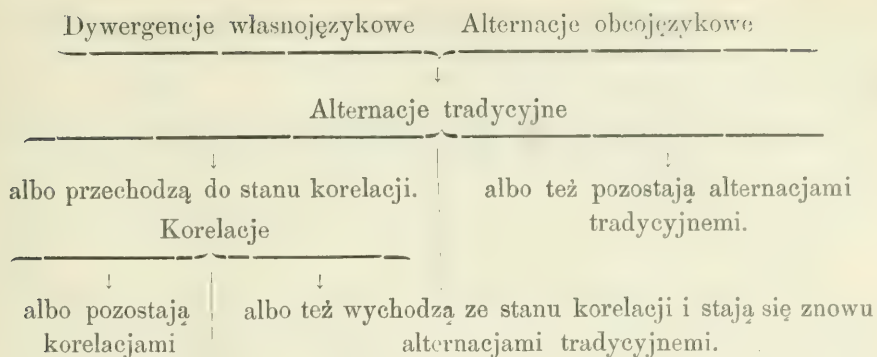 Dywergencje własnojęzykowe Alternacje obcojęzykowe
Alternacje tradycyjne
albo przechodzą do stanu korelacji. albo też pozostają alternacjami
Korelacje tradycyjnemi.
albo pozostają albo też wychodzą ze stanu korelacji i stają się znowu
korelacjami alternacjami tradycyjnemi.